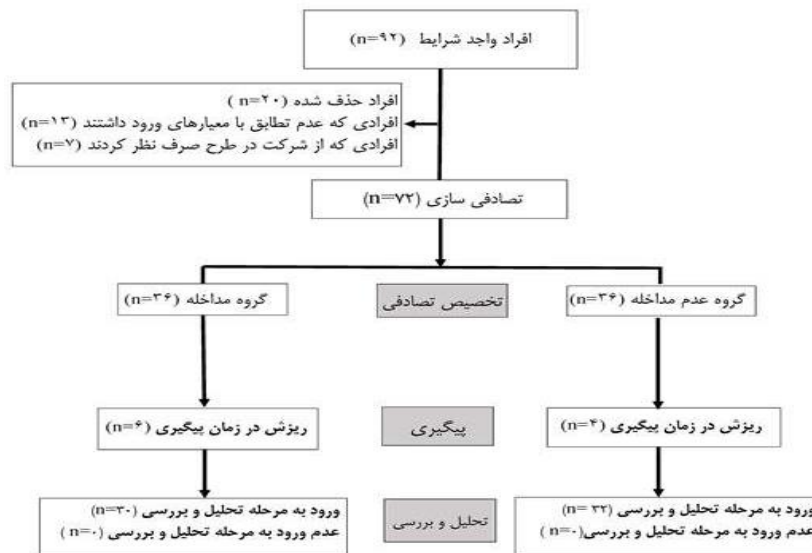 افراد واجد شرایط (n=۹۲)
افراد حذف شده (n=۲۰ )
افرادی که عدم تطابق با معیارهای ورود داشتند (n=۱۳)
افرادی که از شرکت در طرح صرف نظر کردند (n=۷)
تصادفی سازی (n=۷۲)
گروه عدم مداخله (n=۳۶)
تخصیص تصادفی
گروه مداخله (n=۳۶)
ریزش در زمان پیگیری (n=۴)
پیگیری
ریزش در زمان پیگیری (n=۶)
ورود به مرحله تحلیل و بررسی (n= ۳۲)
عدم ورود به مرحله تحلیل و بررسی(n=۰ )
تحلیل و بررسی
ورود به مرحله تحلیل و بررسی (n=۳۰)
عدم ورود به مرحله تحلیل و بررسی (n=۰ )